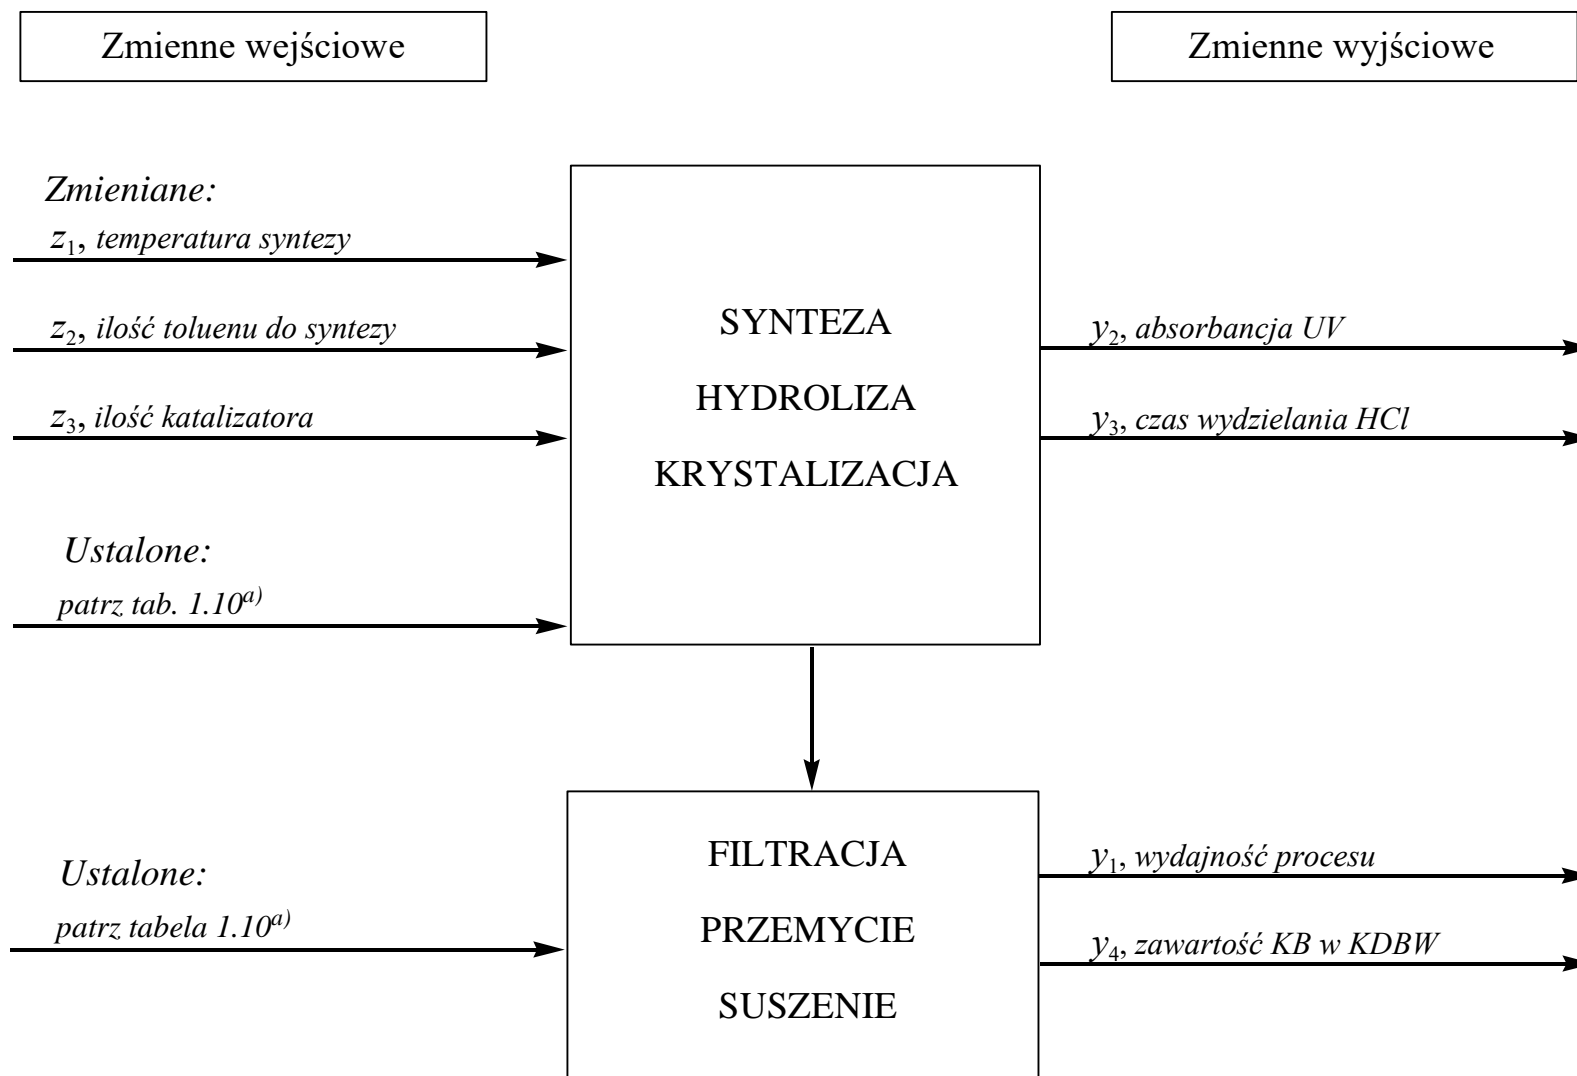 Zmienne wejściowe
Zmienne wyjściowe
Zmieniane:
z1, temperatura syntezy
z2, ilość toluenu do syntezy
z3, ilość katalizatora
Ustalone:
patrz tab. 1.10a)
SYNTEZA
HYDROLIZA
KRYSTALIZACJA
y2, absorbancja UV
y3, czas wydzielania HCl
Ustalone:
patrz tabela 1.10a)
FILTRACJA
PRZEMYCIE
SUSZENIE
y1, wydajność procesu
y4, zawartość KB w KDBW